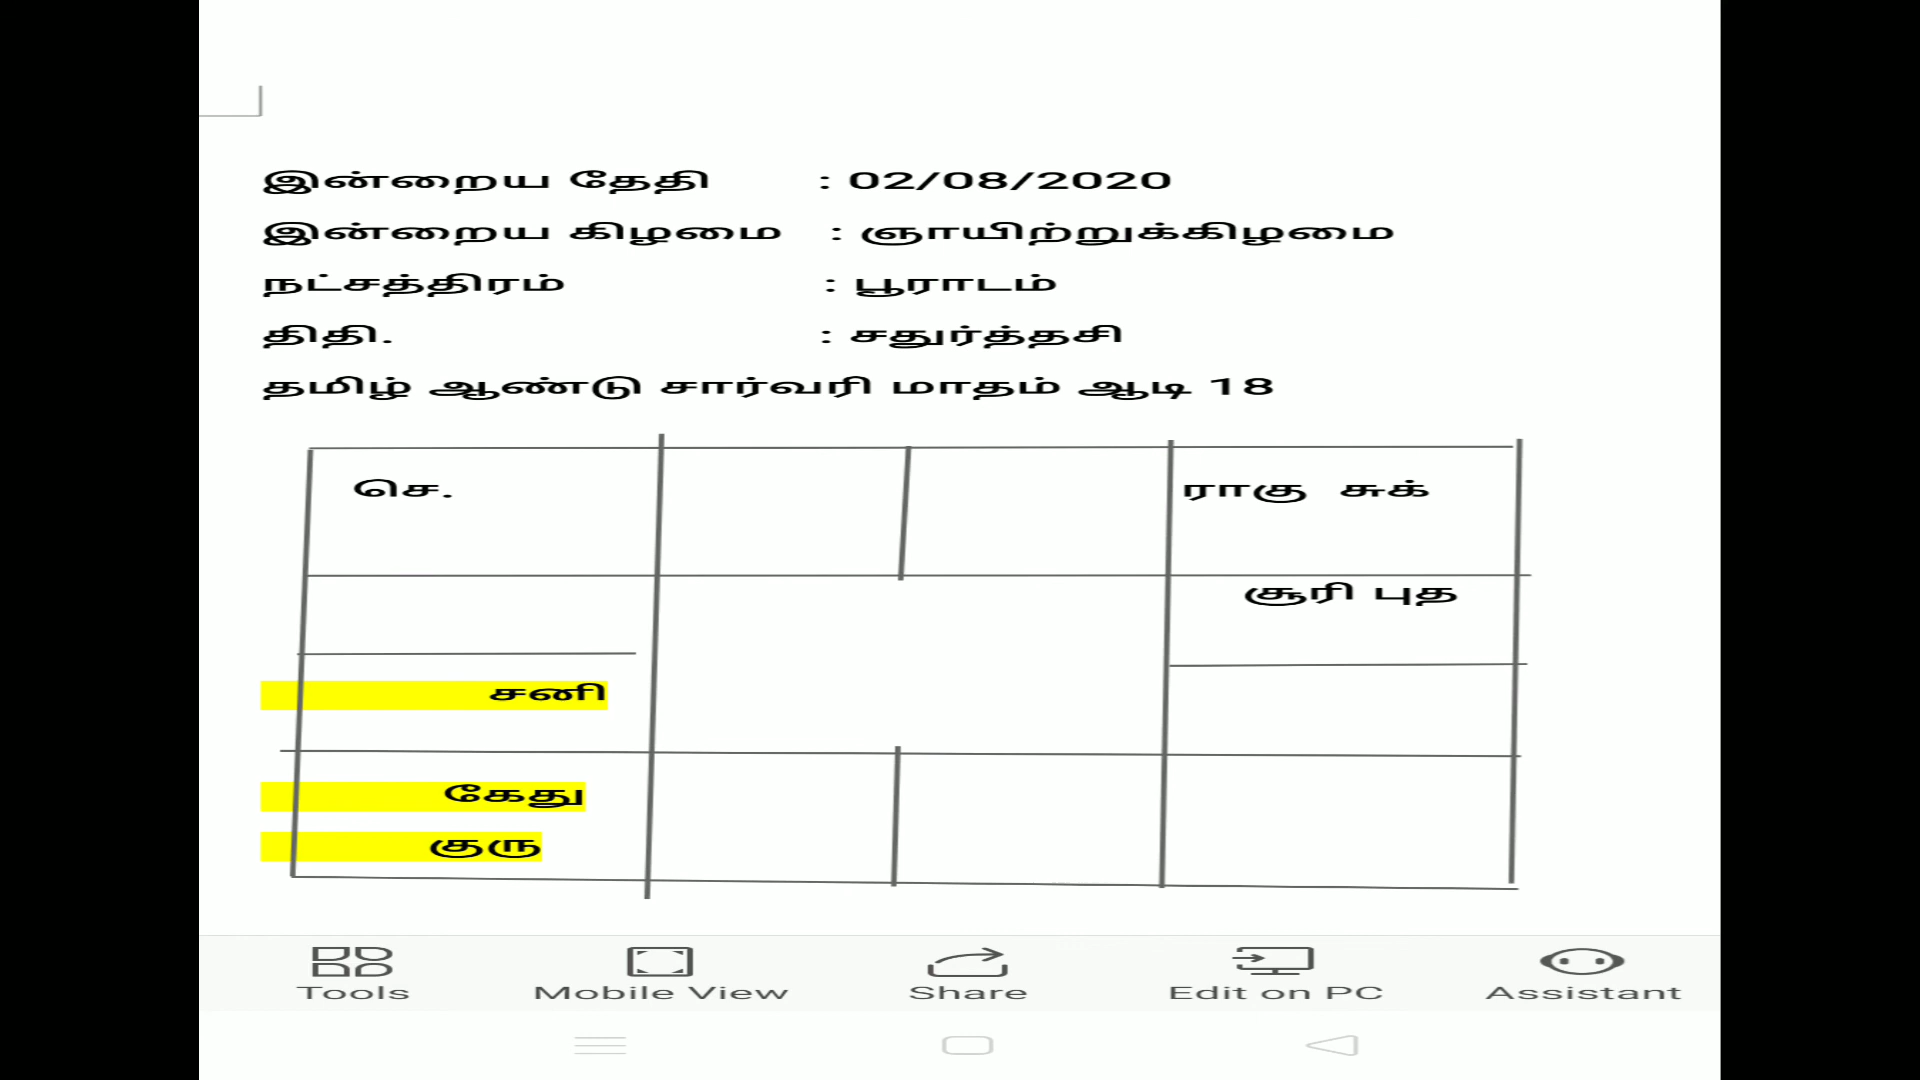 இன்றைய தேதி : 02/08/2020
இன்றைய கிழமை : ஞாயிற்றுக்கிழமை
நட்சத்திரம் : பூராடம்
திதி. : சதுர்த்தசி
தமிழ் ஆண்டு சார்வரி மாதம் ஆடி 18
செ. ராகு சுக்
சூரி புத
சனி
கேது
குரு
Tools Mobile View Share Edit on PC Assistant